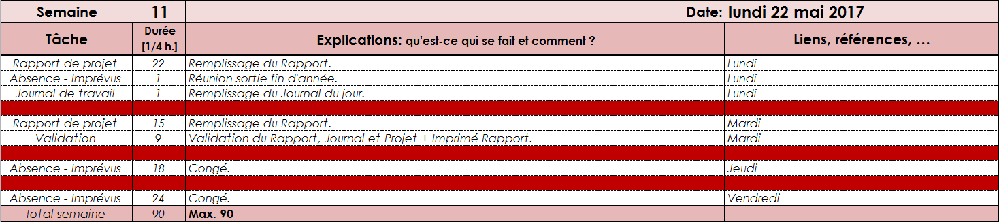 Semaine 11 Date: lundi 22 mai 2017
Tâche Durée [1/4 h.] Explications: qu'est-ce qui se fait et comment ? Liens, références, …
Rapport de projet 22 Remplissage du Rapport. Lundi
Absence - Imprévus 1 Réunion sortie fin d'année. Lundi
Journal de travail 1 Remplissage du Journal du jour. Lundi
Rapport de projet 15 Remplissage du Rapport. Mardi
Validation 9 Validation du Rapport, Journal et Projet + Imprimé Rapport. Mardi
Absence - Imprévus 18 Congé. Jeudi
Absence - Imprévus 24 Congé. Vendredi
Total semaine 90 Max. 90